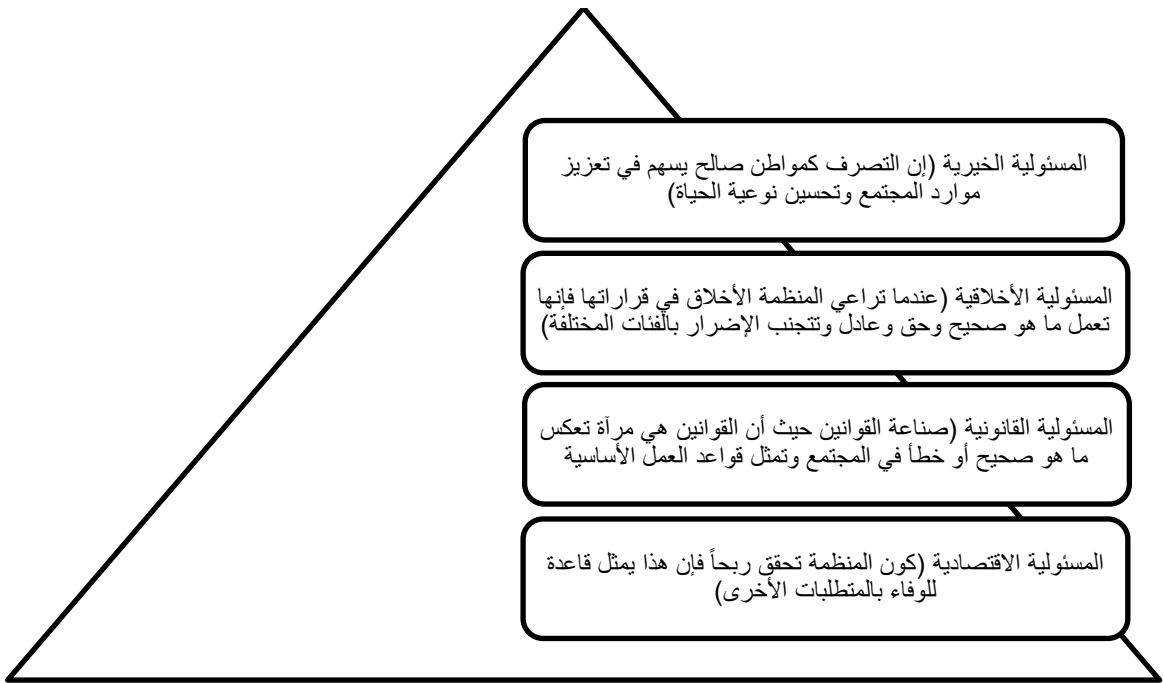 المسئولية الخيرية (إن التصرف كمواطن صالح يسهم في تعزيز
موارد المجتمع وتحسين نوعية الحياة)
المسئولية الأخلاقية (عندما تراعي المنظمة الأخلاق في قراراتها فإنها
تعمل ما هو صحيح وحق وعادل وتتجنب الإضرار بالفئات المختلفة)
المسئولية القانونية (صناعة القوانين حيث أن القوانين هي مرآة تعكس
ما هو صحيح أو خطأ في المجتمع وتمثل قواعد العمل الأساسية
المسئولية الاقتصادية (كون المنظمة تحقق ربحاً فإن هذا يمثل قاعدة
للوفاء بالمتطلبات الأخرى)